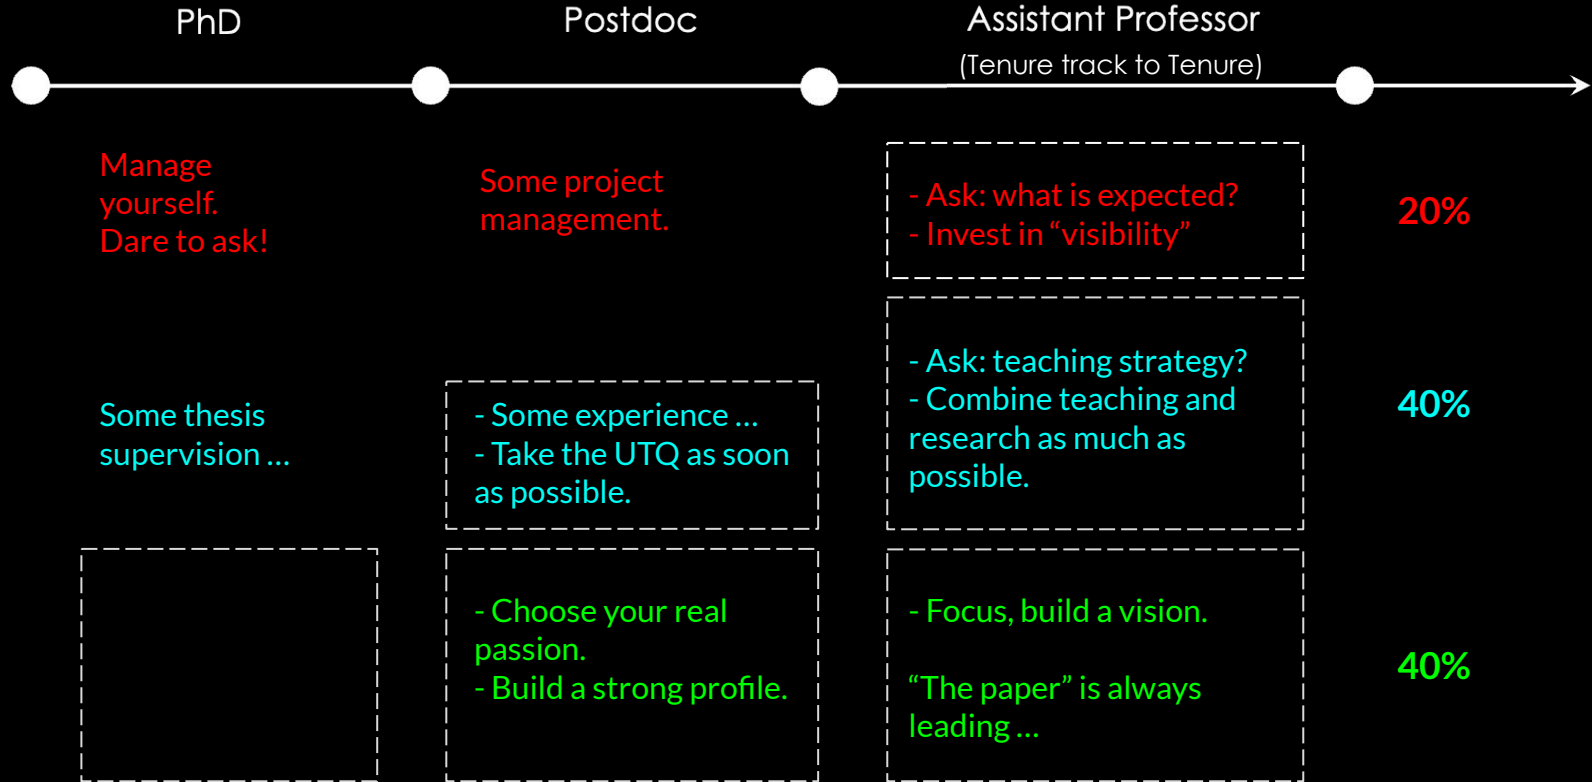 PhD
Postdoc
Assistant Professor
(Tenure track to Tenure)
Manage
yourself.
Dare to ask!
Some project
management.
- Ask: what is expected?
- Invest in “visibility”
20%
Some thesis
supervision ...
- Some experience ...
- Take the UTQ as soon
as possible.
- Ask: teaching strategy?
- Combine teaching and
research as much as
possible.
40%
- Choose your real
passion.
- Build a strong profile.
- Focus, build a vision.
“The paper” is always
leading ...
40%